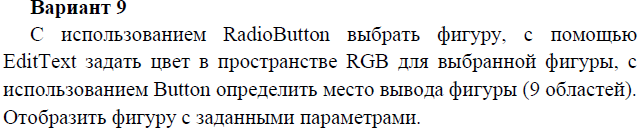 Вариант 9
С использованием RadioButton выбрать фигуру, с помощью
EditText задать цвет в пространстве RGB для выбранной фигуры, с
использованием Button определить место вывода фигуры (9 областей).
Отобразить фигуру с заданными параметрами.